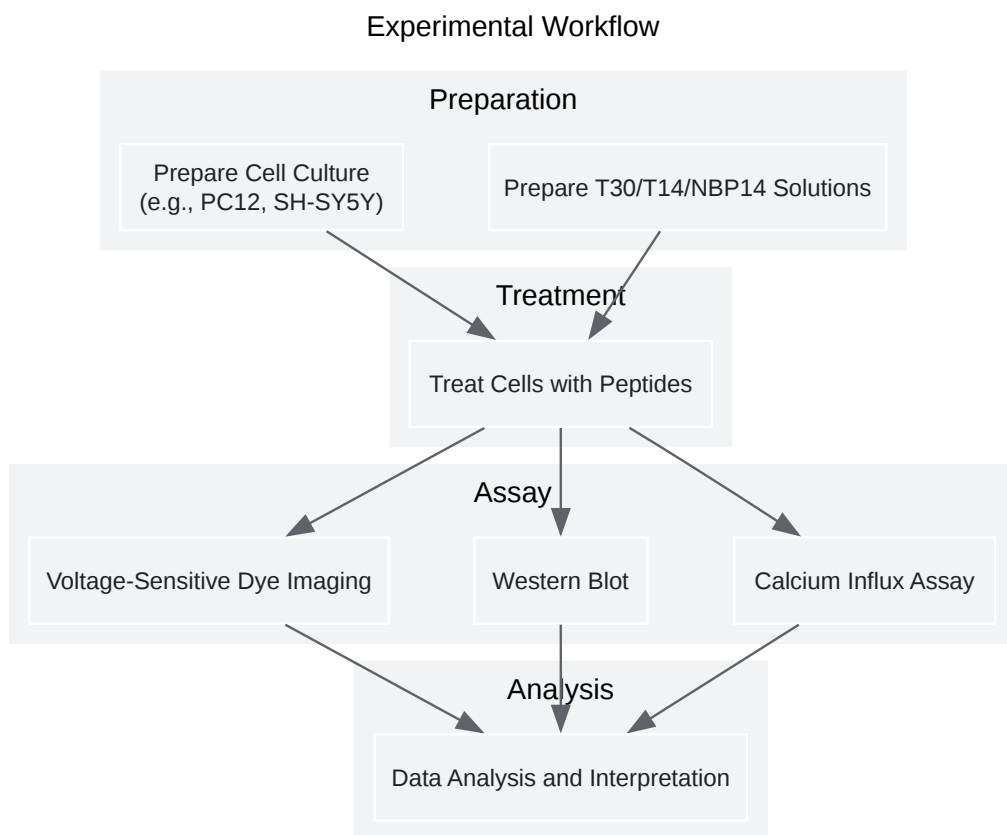 Experimental Workflow
Preparation
Prepare Cell Culture
(e.g., PC12, SH-SY5Y)
Prepare T30/T14/NBP14 Solutions
Treatment
Treat Cells with Peptides
Assay
Voltage-Sensitive Dye Imaging
Western Blot
Calcium Influx Assay
Analysis
Data Analysis and Interpretation